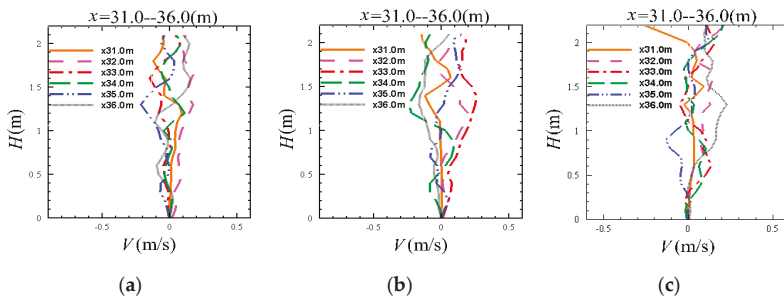 x=31.0--36.0(m)
x=31.0--36.0(m)
x=31.0--36.0(m)
H(m)
2
1.5
1
0.5
0
x31.0m
x32.0m
x33.0m
x34.0m
x35.0m
x36.0m
-0.5
0
0.5
V(m/s)
(a)
H(m)
2
1.5
1
0.5
0
x31.0m
x32.0m
x33.0m
x34.0m
x35.0m
x36.0m
-0.5
0
0.5
V(m/s)
(b)
H(m)
2
1.5
1
0.5
0
x31.0m
x32.0m
x33.0m
x34.0m
x35.0m
x36.0m
-0.5
0
0.5
V(m/s)
(c)